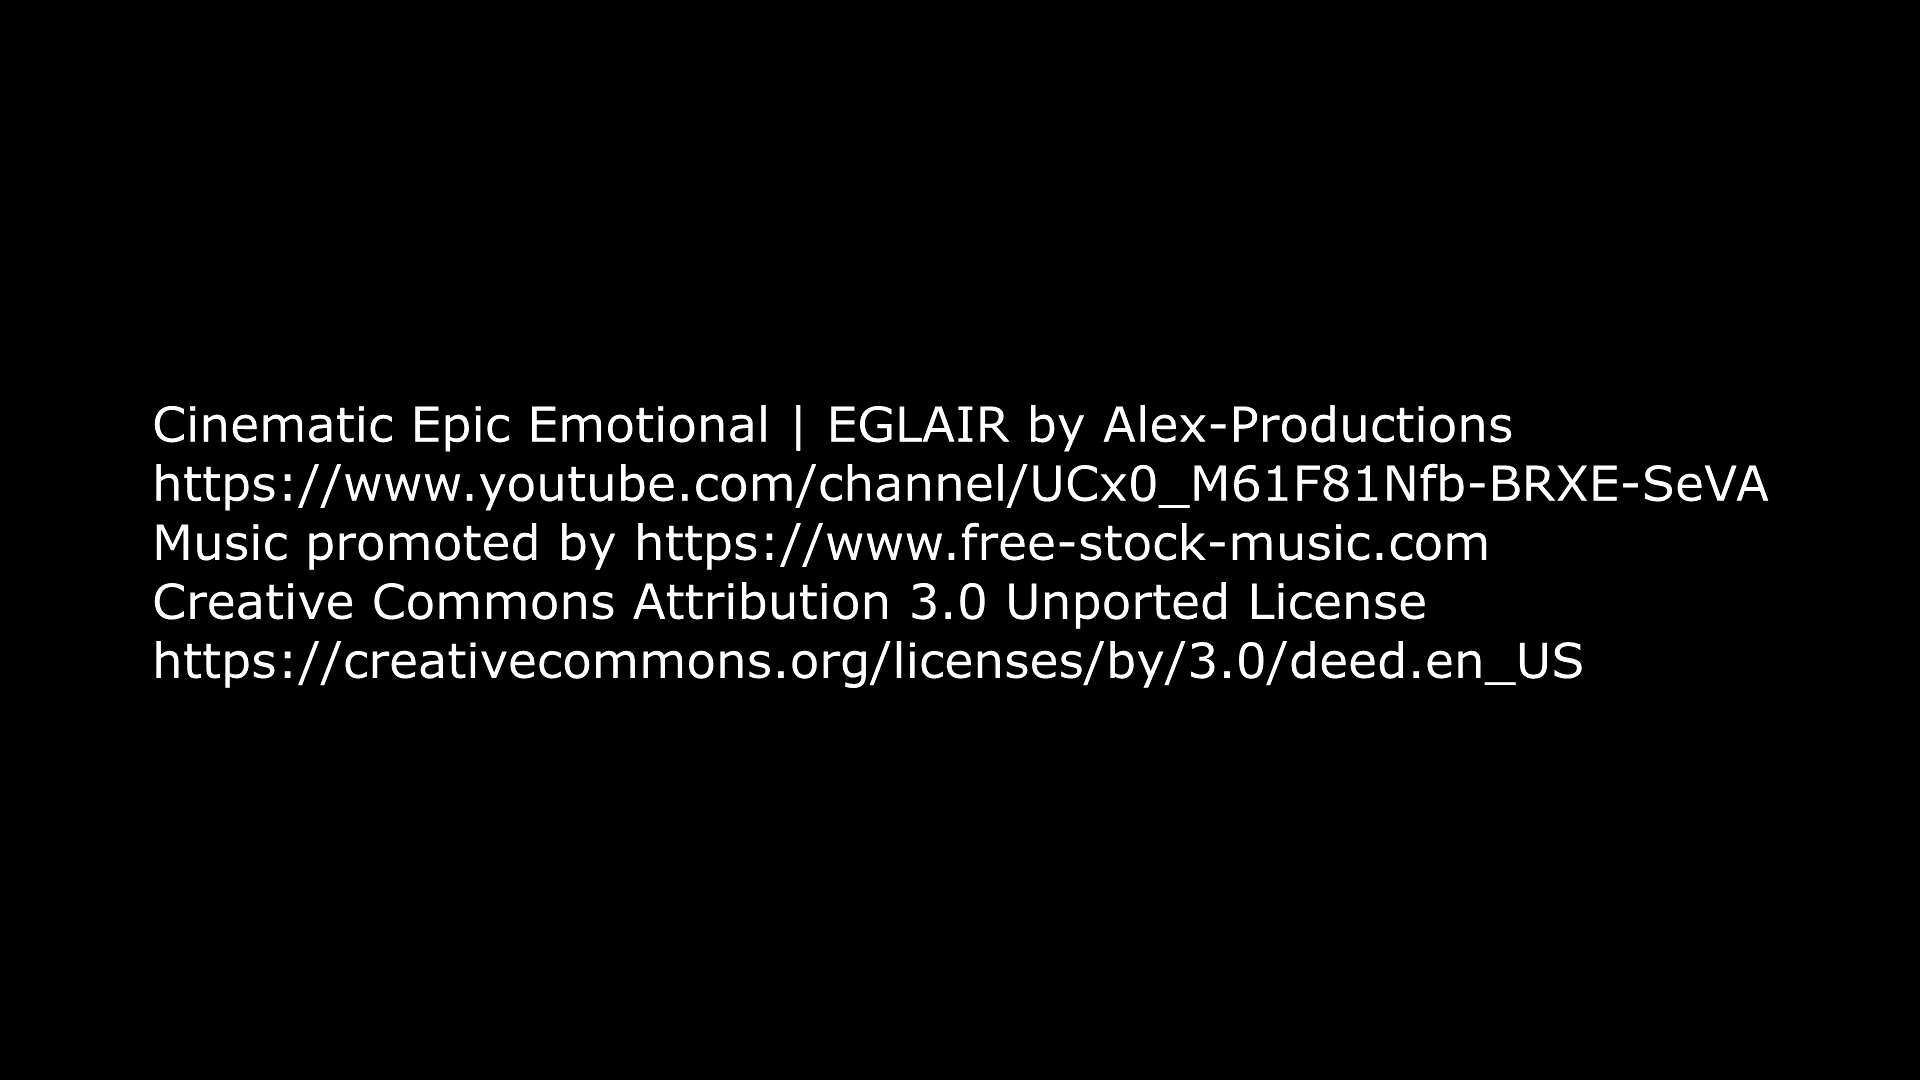 Cinematic Epic Emotional | EGLAIR by Alex-Productions
https://www.youtube.com/channel/UCx0_M61F81Nfb-BRXE-SeVA
Music promoted by https://www.free-stock-music.com
Creative Commons Attribution 3.0 Unported License
https://creativecommons.org/licenses/by/3.0/deed.en_US